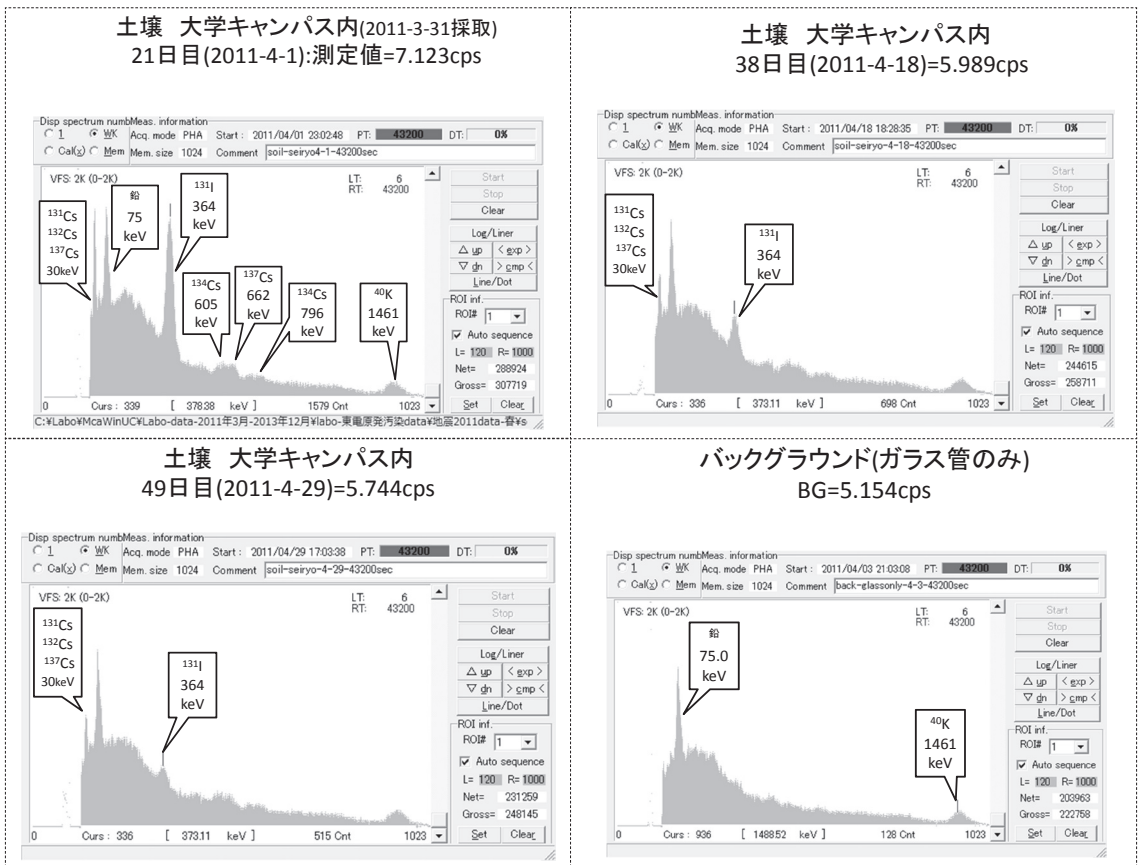 土壌 大学キャンパス内(2011-3-31採取)
21日目(2011-4-1):測定値=7.123cps
Disp spectrum numb Meas. information
1 WK Acq. mode PHA Start : 2011/04/01 23:02:48 PT: 43200 DT: 0%
Cal(x) Mem Mem. size 1024 Comment soil-seiryo4-1-43200sec
VFS: 2K (0-2K)
LT: 6
RT: 43200
131Cs
132Cs
137Cs
30keV
鉛
75
keV
131I
364
keV
134Cs
605
keV
137Cs
662
keV
134Cs
796
keV
40K
1461
keV
0 Curs : 339 [ 378.38 keV ] 1579 Cnt 1023
Start
Stop
Clear
Log/Liner
△ up < exp >
▽ dn > cmp <
Line/Dot
ROI inf.
ROI# 1
Auto sequence
L= 120 R= 1000
Net= 288924
Gross= 307719
Set Clear
C:¥Labo¥McaWinUC¥Labo-data-2011年3月-2013年12月¥labo-東電原発汚染data¥地震2011data-春¥s
土壌 大学キャンパス内
38日目(2011-4-18)=5.989cps
Disp spectrum numb Meas. information
1 WK Acq. mode PHA Start : 2011/04/18 18:28:35 PT: 43200 DT: 0%
Cal(x) Mem Mem. size 1024 Comment soil-seiryo-4-18-43200sec
VFS: 2K (0-2K)
LT: 6
RT: 43200
131Cs
132Cs
137Cs
30keV
131I
364
keV
0 Curs : 336 [ 373.11 keV ] 698 Cnt 1023
Start
Stop
Clear
Log/Liner
△ up < exp >
▽ dn > cmp <
Line/Dot
ROI inf.
ROI# 1
Auto sequence
L= 120 R= 1000
Net= 244615
Gross= 258711
Set Clear
土壌 大学キャンパス内
49日目(2011-4-29)=5.744cps
Disp spectrum numb Meas. information
1 WK Acq. mode PHA Start : 2011/04/29 17:03:38 PT: 43200 DT: 0%
Cal(x) Mem Mem. size 1024 Comment soil-seiryo-4-29-43200sec
VFS: 2K (0-2K)
LT: 6
RT: 43200
131Cs
132Cs
137Cs
30keV
131I
364
keV
0 Curs : 336 [ 373.11 keV ] 515 Cnt 1023
Start
Stop
Clear
Log/Liner
△ up < exp >
▽ dn > cmp <
Line/Dot
ROI inf.
ROI# 1
Auto sequence
L= 120 R= 1000
Net= 231259
Gross= 248145
Set Clear
バックグラウンド(ガラス管のみ)
BG=5.154cps
Disp spectrum numb Meas. information
1 WK Acq. mode PHA Start : 2011/04/03 21:03:08 PT: 43200 DT: 0%
Cal(x) Mem Mem. size 1024 Comment back-glassonly-4-3-43200sec
VFS: 2K (0-2K)
LT: 6
RT: 43200
鉛
75.0
keV
40K
1461
keV
0 Curs : 936 [ 1488.52 keV ] 128 Cnt 1023
Start
Stop
Clear
Log/Liner
△ up < exp >
▽ dn > cmp <
Line/Dot
ROI inf.
ROI# 1
Auto sequence
L= 120 R= 1000
Net= 203963
Gross= 222758
Set Clear